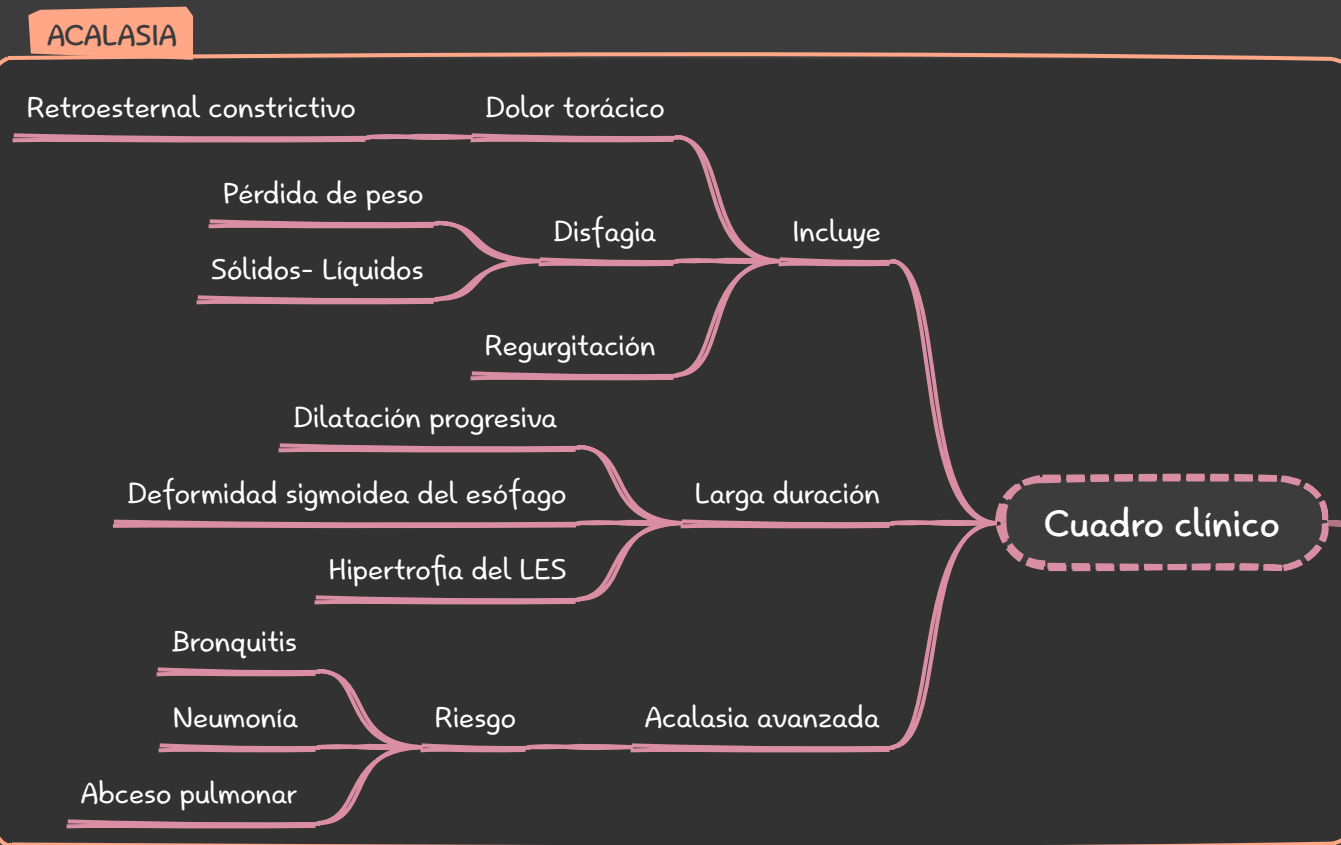 ACALASIA
Retroesternal constrictivo
Dolor torácico
Pérdida de peso
Disfagia
Incluye
Sólidos- Líquidos
Regurgitación
Dilatación progresiva
Deformidad sigmoidea del esófago
Larga duración
Cuadro clínico
Hipertrofia del LES
Bronquitis
Neumonía
Riesgo
Acalasia avanzada
Abceso pulmonar